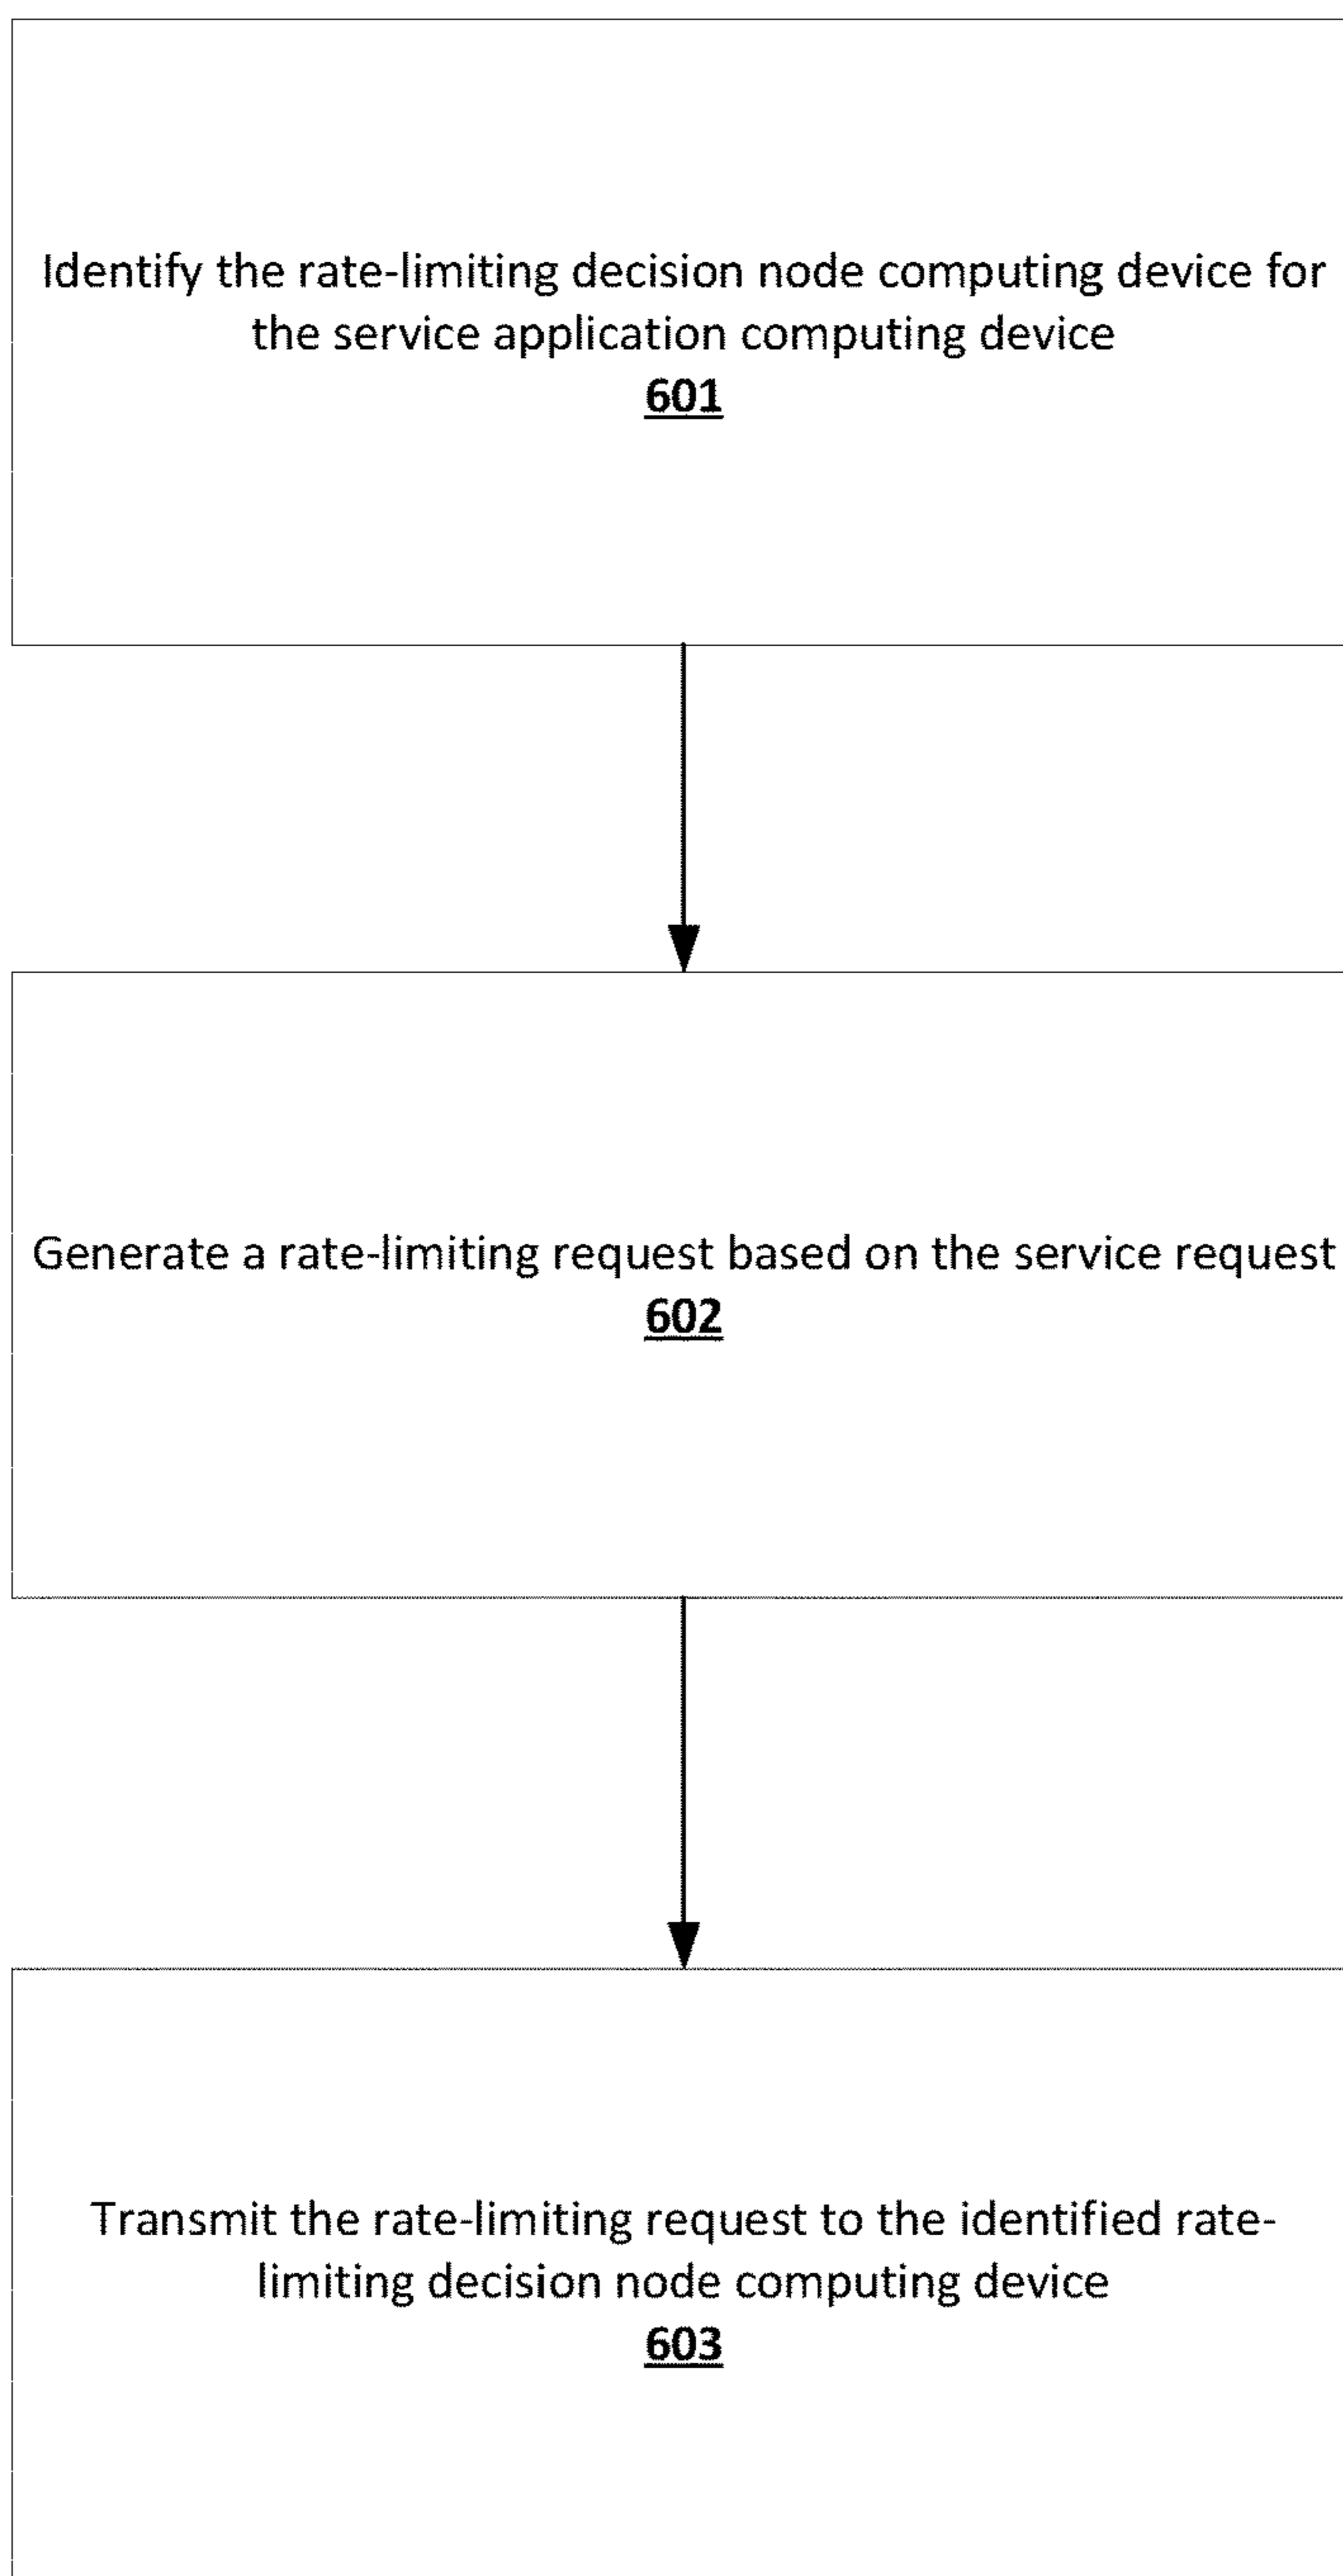 Identify the rate-limiting decision node computing device for
the service application computing device
601
Generate a rate-limiting request based on the service request
602
Transmit the rate-limiting request to the identified rate-
limiting decision node computing device
603